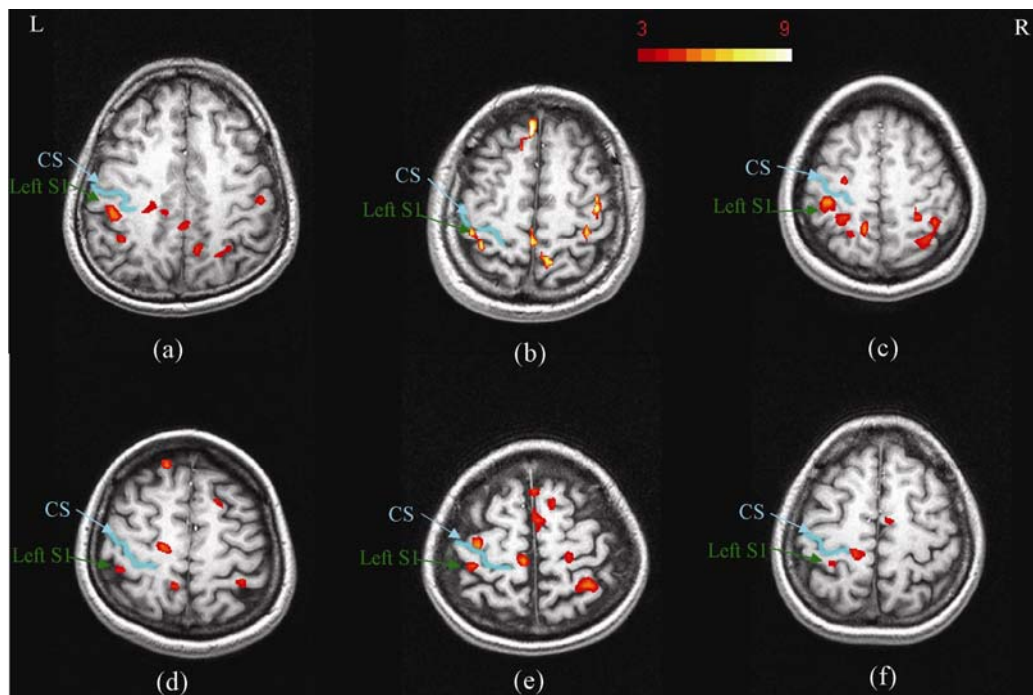 L
3 9
R
CS
Left S1
CS
Left S1
CS
Left S1
(a)
(b)
(c)
CS
Left S1
CS
Left S1
CS
Left S1
(d)
(e)
(f)